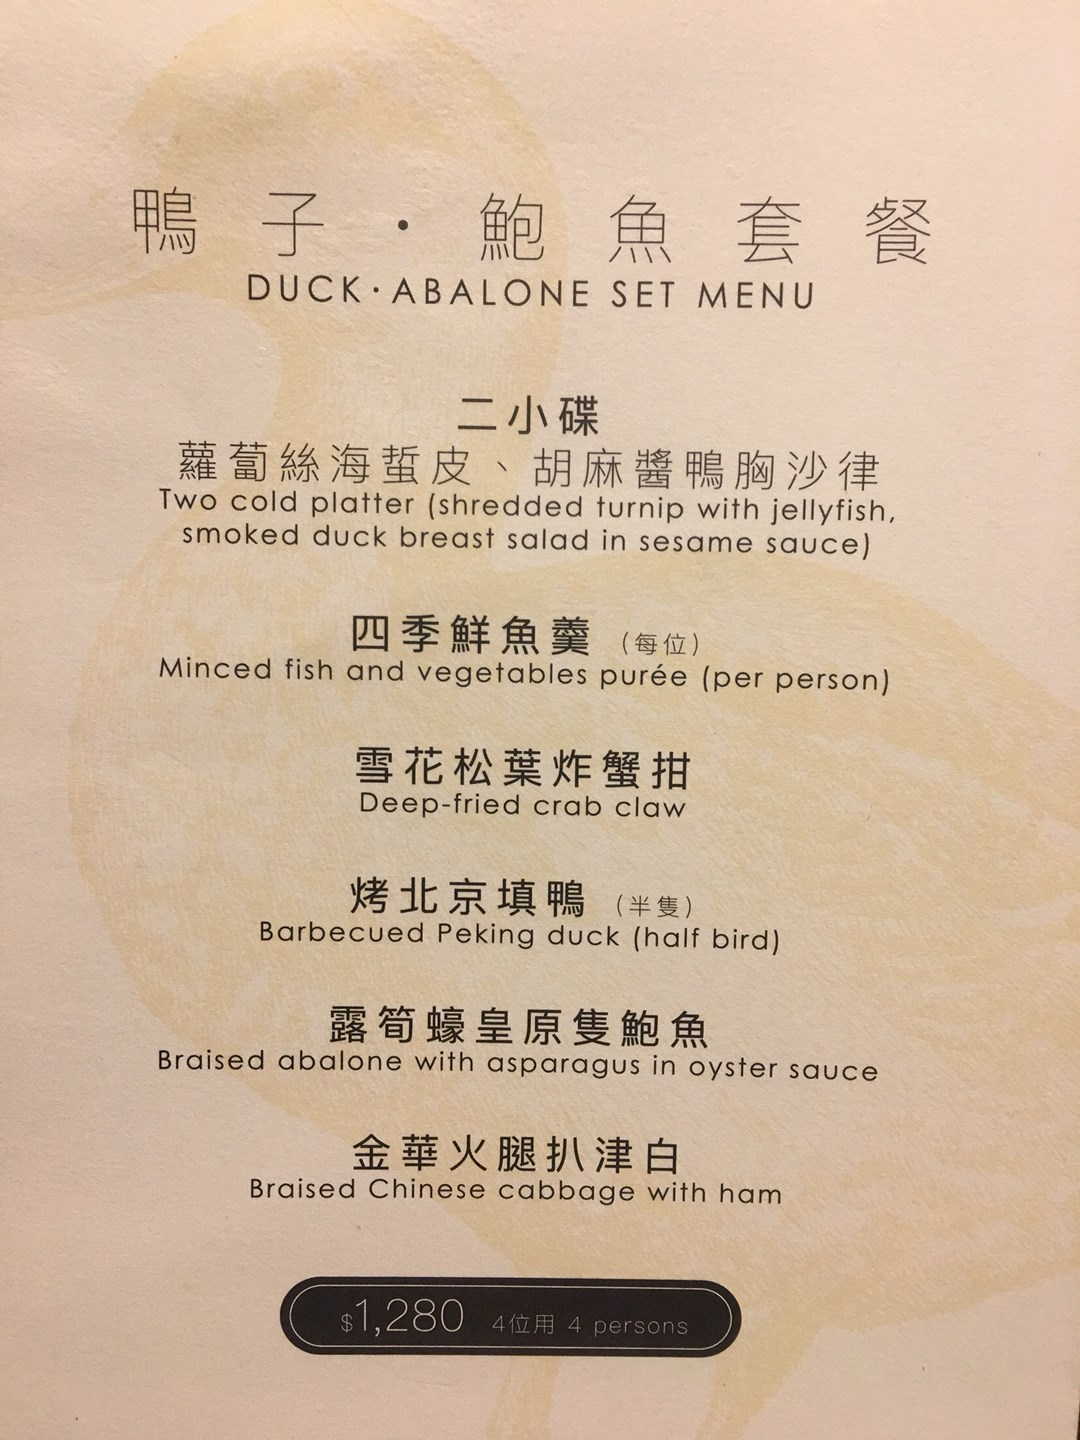 鴨子・鮑魚套餐
DUCK·ABALONE SET MENU
二小碟
蘿蔔絲海蜇皮、胡麻醬鴨胸沙律
Two cold platter (shredded turnip with jellyfish,
smoked duck breast salad in sesame sauce)
四季鮮魚羹 (每位)
Minced fish and vegetables purée (per person)
雪花松葉炸蟹拑
Deep-fried crab claw
烤北京填鴨 (半隻)
Barbecued Peking duck (half bird)
露筍蠔皇原隻鮑魚
Braised abalone with asparagus in oyster sauce
金華火腿扒津白
Braised Chinese cabbage with ham
$1,280 4位用 4 persons